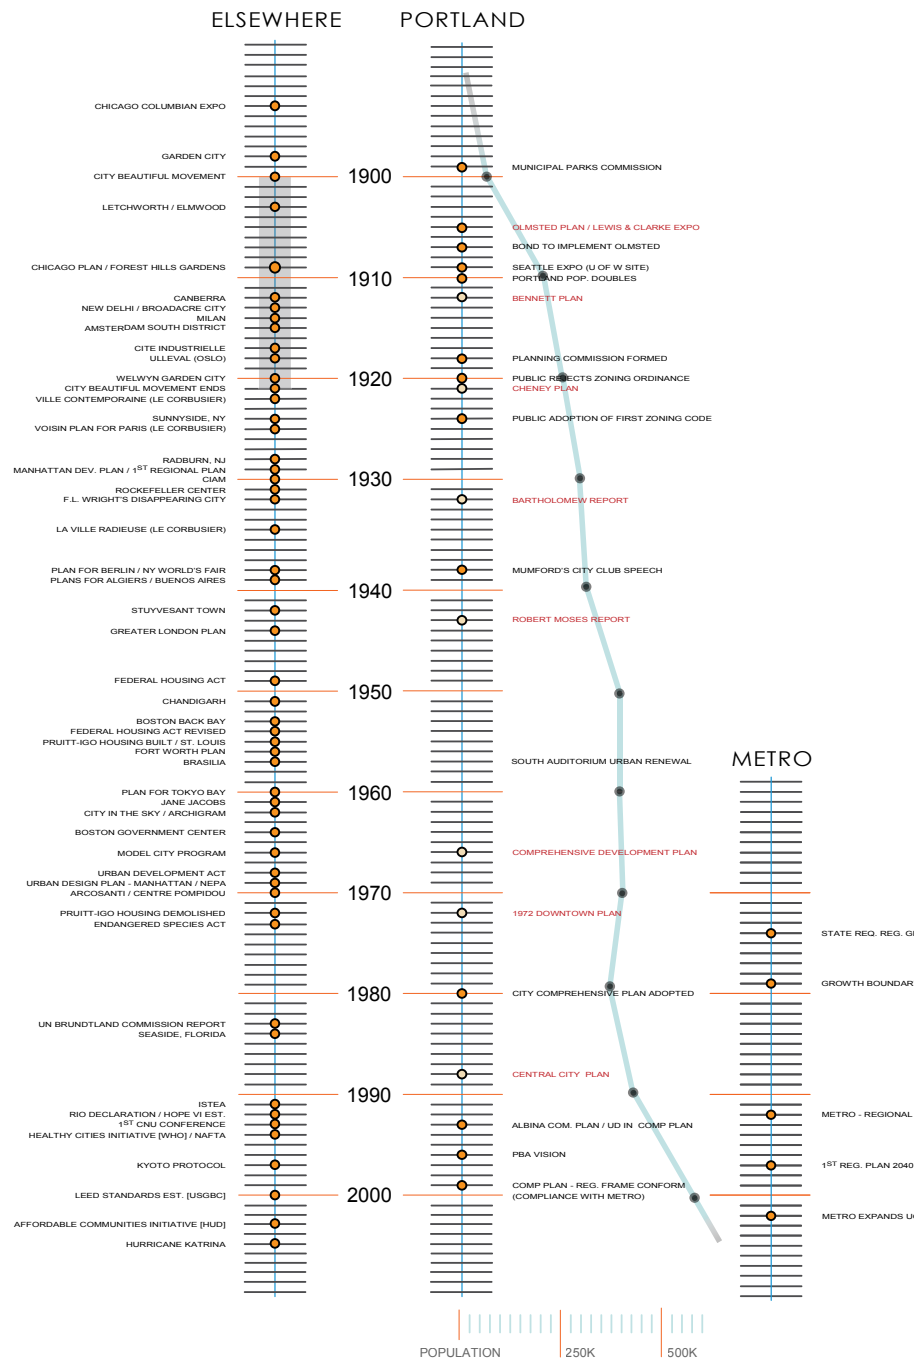 ELSEWHERE
PORTLAND
CHICAGO COLUMBIAN EXPO
GARDEN CITY
CITY BEAUTIFUL MOVEMENT
LETCHWORTH / ELMWOOD
CHICAGO PLAN / FOREST HILLS GARDENS
CANBERRA
NEW DELHI / BROADACRE CITY
MILAN
AMSTERDAM SOUTH DISTRICT
CITE INDUSTRIELLE
ULLEVAL (OSLO)
WELWYN GARDEN CITY
CITY BEAUTIFUL MOVEMENT ENDS
VILLE CONTEMPORAINE (LE CORBUSIER)
SUNNYSIDE, NY
VOISIN PLAN FOR PARIS (LE CORBUSIER)
RADBURN, NJ
MANHATTAN DEV. PLAN / 1ST REGIONAL PLAN
CIAM
ROCKEFELLER CENTER
F.L. WRIGHT'S DISAPPEARING CITY
LA VILLE RADIEUSE (LE CORBUSIER)
PLAN FOR BERLIN / NY WORLD'S FAIR
PLANS FOR ALGIERS / BUENOS AIRES
STUYVESANT TOWN
GREATER LONDON PLAN
FEDERAL HOUSING ACT
CHANDIGARH
BOSTON BACK BAY
FEDERAL HOUSING ACT REVISED
PRUITT-IGO HOUSING BUILT / ST. LOUIS
FORT WORTH PLAN
BRASILIA
PLAN FOR TOKYO BAY
JANE JACOBS
CITY IN THE SKY / ARCHIGRAM
BOSTON GOVERNMENT CENTER
MODEL CITY PROGRAM
URBAN DEVELOPMENT ACT
URBAN DESIGN PLAN - MANHATTAN / NEPA
ARCOSANTI / CENTRE POMPIDOU
PRUITT-IGO HOUSING DEMOLISHED
ENDANGERED SPECIES ACT
UN BRUNDTLAND COMMISSION REPORT
SEASIDE, FLORIDA
ISTEA
RIO DECLARATION / HOPE VI EST.
1ST CNU CONFERENCE
HEALTHY CITIES INITIATIVE [WHO] / NAFTA
KYOTO PROTOCOL
LEED STANDARDS EST. [USGBC]
AFFORDABLE COMMUNITIES INITIATIVE [HUD]
HURRICANE KATRINA
1900
1910
1920
1930
1940
1950
1960
1970
1980
1990
2000
MUNICIPAL PARKS COMMISSION
OLMSTED PLAN / LEWIS & CLARKE EXPO
BOND TO IMPLEMENT OLMSTED
SEATTLE EXPO (U OF W SITE)
PORTLAND POP. DOUBLES
BENNETT PLAN
PLANNING COMMISSION FORMED
PUBLIC REJECTS ZONING ORDINANCE
CHENEY PLAN
PUBLIC ADOPTION OF FIRST ZONING CODE
BARTHOLOMEW REPORT
MUMFORD'S CITY CLUB SPEECH
ROBERT MOSES REPORT
SOUTH AUDITORIUM URBAN RENEWAL
COMPREHENSIVE DEVELOPMENT PLAN
1972 DOWNTOWN PLAN
CITY COMPREHENSIVE PLAN ADOPTED
CENTRAL CITY PLAN
ALBINA COM. PLAN / UD IN COMP PLAN
PBA VISION
COMP PLAN - REG. FRAME CONFORM
(COMPLIANCE WITH METRO)
METRO
STATE REQ. REG.
GROWTH
METRO - REGIONAL
1ST REG. PLAN 2040
METRO EXPANDS
POPULATION
250K
500K